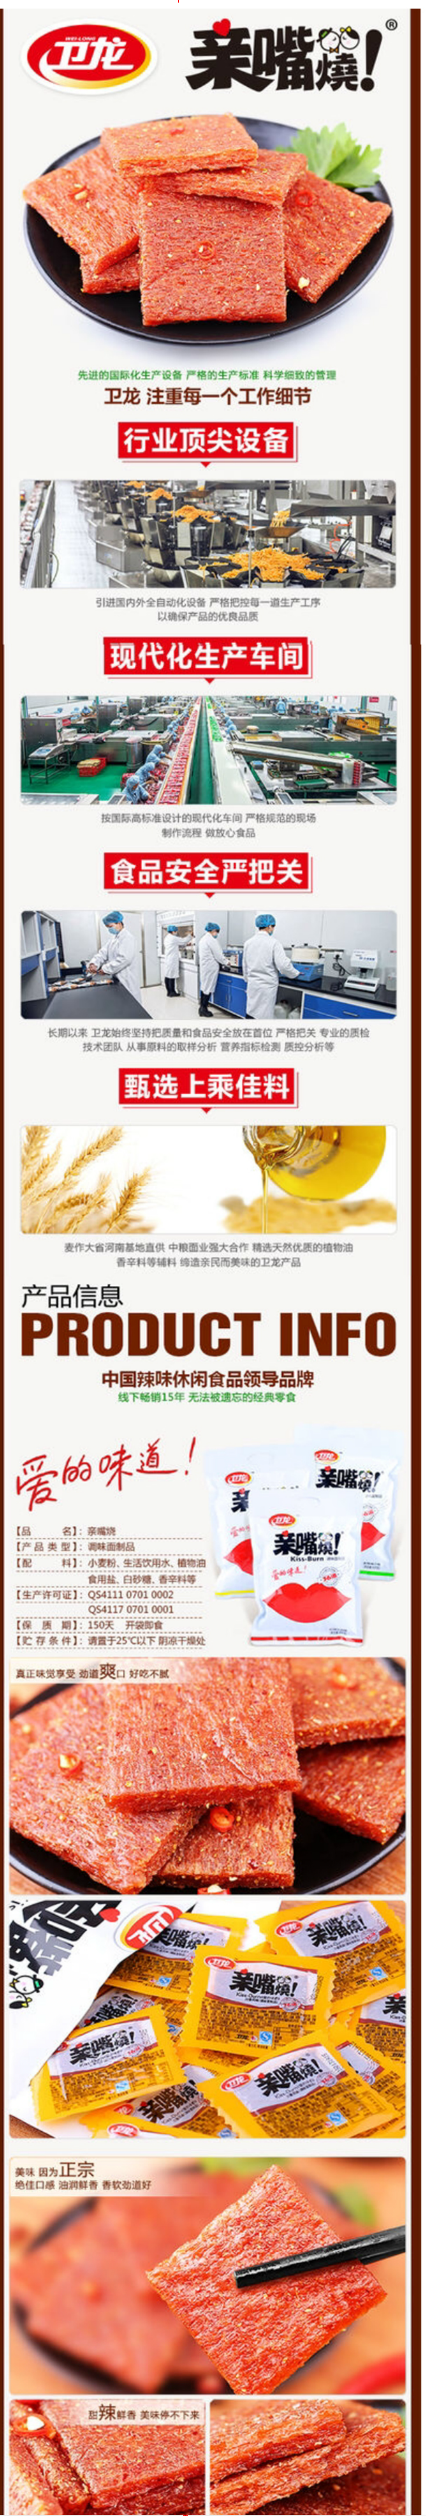 WEI-LONG
卫龙
亲嘴燒!®
先进的国际化生产设备 严格的生产标准 科学细致的管理
卫龙 注重每一个工作细节
行业顶尖设备
引进国内外全自动化设备 严格把控每一道生产工序
以确保产品的优良品质
现代化生产车间
按国际高标准设计的现代化车间 严格规范的现场
制作流程 做放心食品
食品安全严把关
长期以来 卫龙始终坚持把质量和食品安全放在首位 严格把关 专业的质检
技术团队 从事原料的取样分析 营养指标检测 质控分析等
甄选上乘佳料
麦作大省河南基地直供 中粮面业强大合作 精选天然优质的植物油
香辛料等辅料 缔造亲民而美味的卫龙产品
产品信息
PRODUCT INFO
中国辣味休闲食品领导品牌
线下畅销15年 无法被遗忘的经典零食
爱的味道!
【品 名】：亲嘴烧
【产 品 类 型】：调味面制品
【配 料】：小麦粉、生活饮用水、植物油
食用盐、白砂糖、香辛料等
【生产许可证】：QS4111 0701 0002
QS4117 0701 0001
【保 质 期】：150天 开袋即食
【贮 存 条 件】：请置于25℃以下 阴凉干燥处
卫龙
亲嘴燒!
Kiss-Burn
真正味觉享受 劲道爽口 好吃不腻
卫龙
亲嘴燒!
美味 因为正宗
绝佳口感 油润鲜香 香软劲道好
甜辣鲜香 美味停不下来